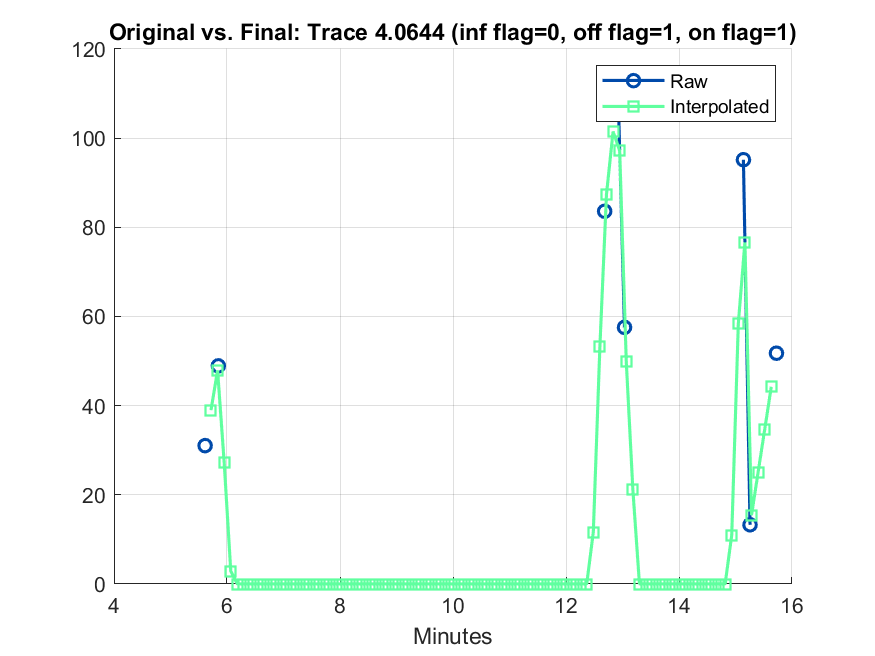 Original vs. Final: Trace 4.0644 (inf flag=0, off flag=1, on flag=1)
120
100
80
60
40
20
0
Raw
Interpolated
4 6 8 10 12 14 16
Minutes